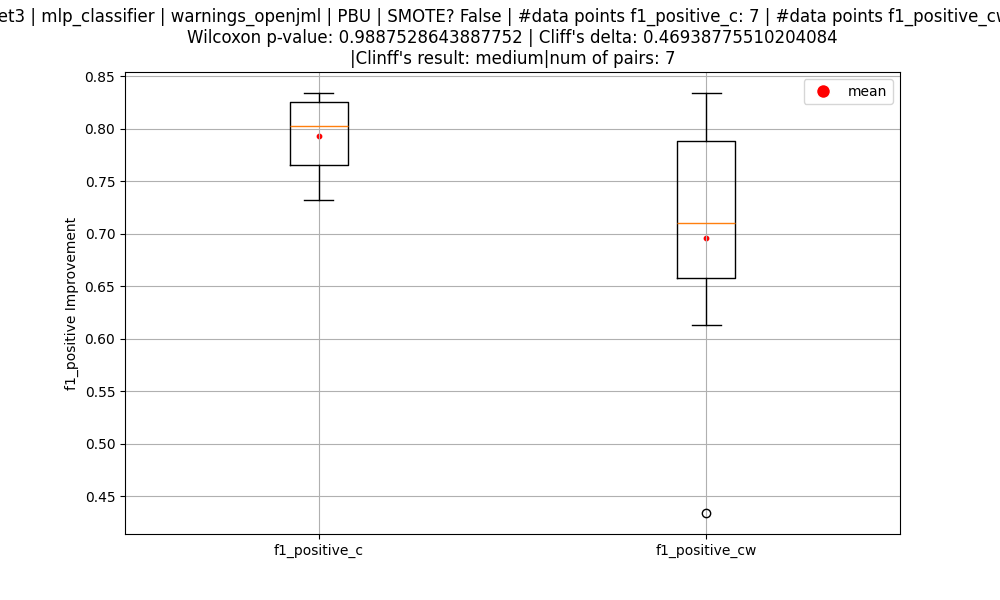 et3 | mlp_classifier | warnings_openjml | PBU | SMOTE? False | #data points f1_positive_c: 7 | #data points f1_positive_cw
Wilcoxon p-value: 0.9887528643887752 | Cliff's delta: 0.46938775510204084
|Clinff's result: medium|num of pairs: 7
mean
0.85
0.80
0.75
0.70
0.65
0.60
0.55
0.50
0.45
f1_positive Improvement
f1_positive_c
f1_positive_cw